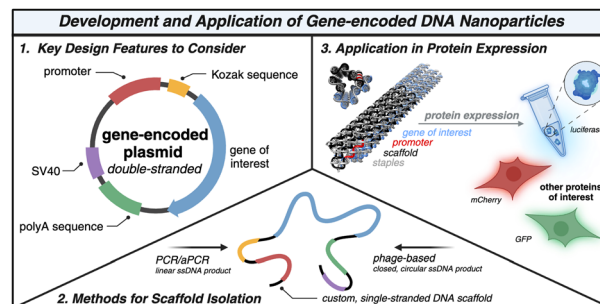 Development and Application of Gene-encoded DNA Nanoparticles
1. Key Design Features to Consider
promoter
Kozak sequence
gene-encoded
plasmid
double-stranded
gene of
interest
SV40
polyA sequence
3. Application in Protein Expression
protein expression
gene of interest
promoter
scaffold
staples
luciferase
mCherry
other proteins
of interest
GFP
PCR/aPCR
linear ssDNA product
phage-based
closed, circular ssDNA product
custom, single-stranded DNA scaffold
2. Methods for Scaffold Isolation